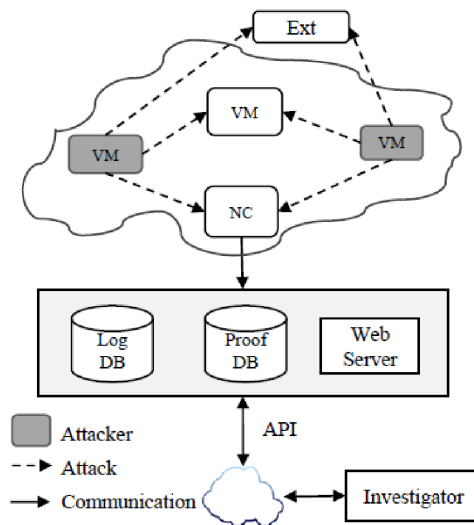 Ext
VM
VM
VM
NC
Log
DB
Proof
DB
Web
Server
API
Attacker
Attack
Communication
Investigator